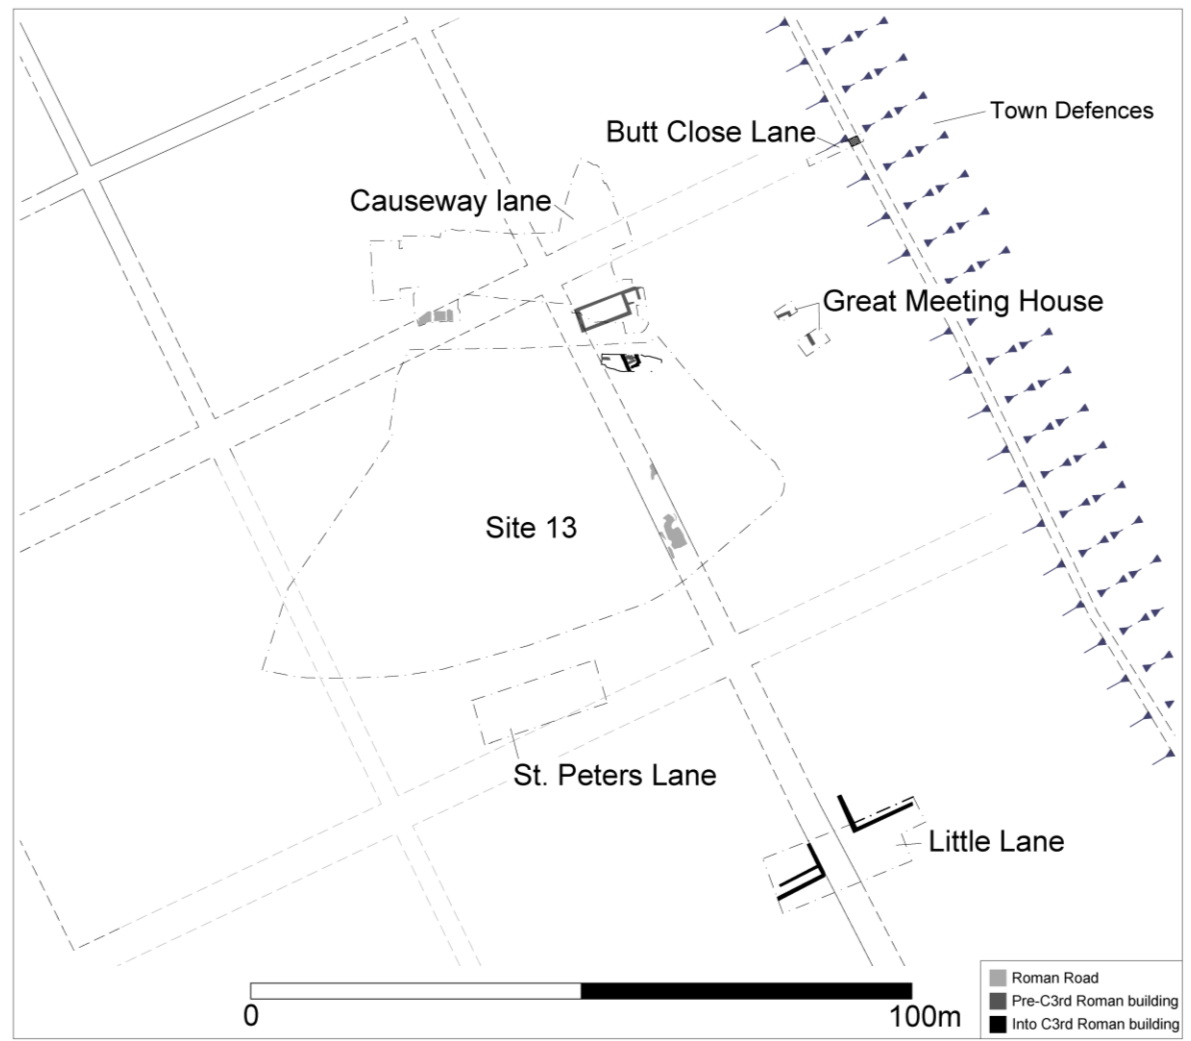 Town Defences
Butt Close Lane
Causeway lane
Great Meeting House
Site 13
St. Peters Lane
Little Lane
Roman Road
Pre-C3rd Roman building
Into C3rd Roman building
0
100m